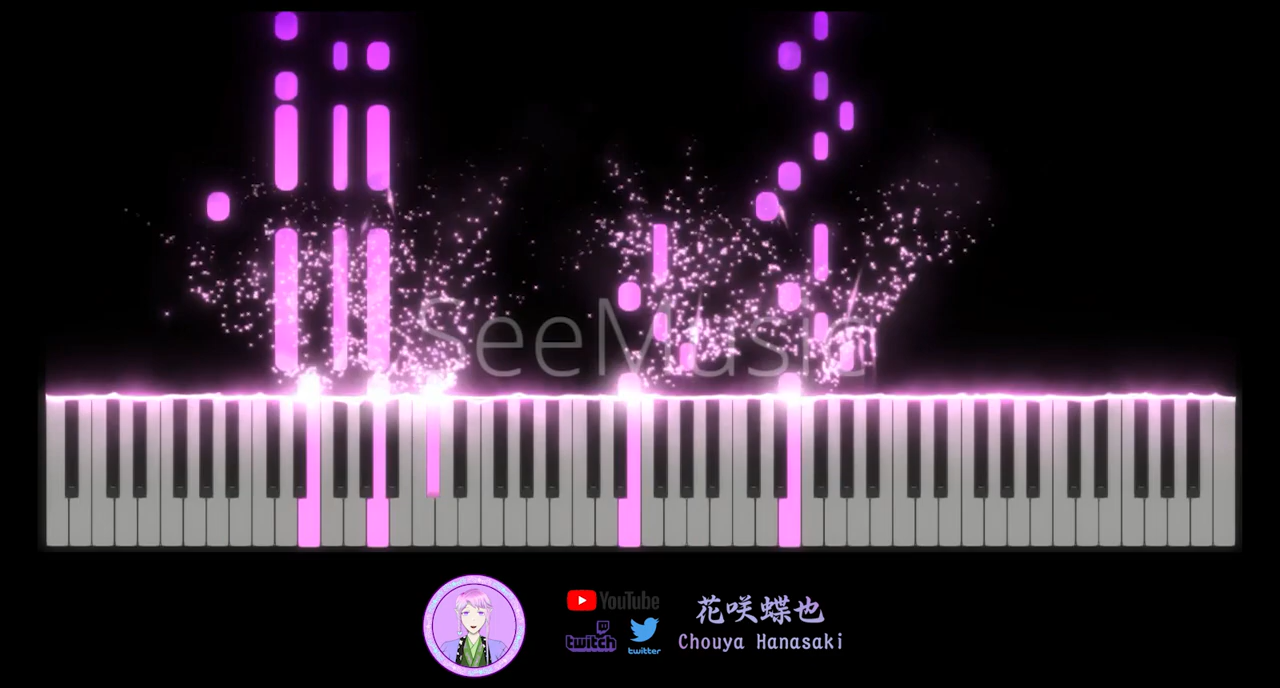 SeeMusic
YouTube
twitch
twitter
花咲蝶也
Chouya Hanasaki